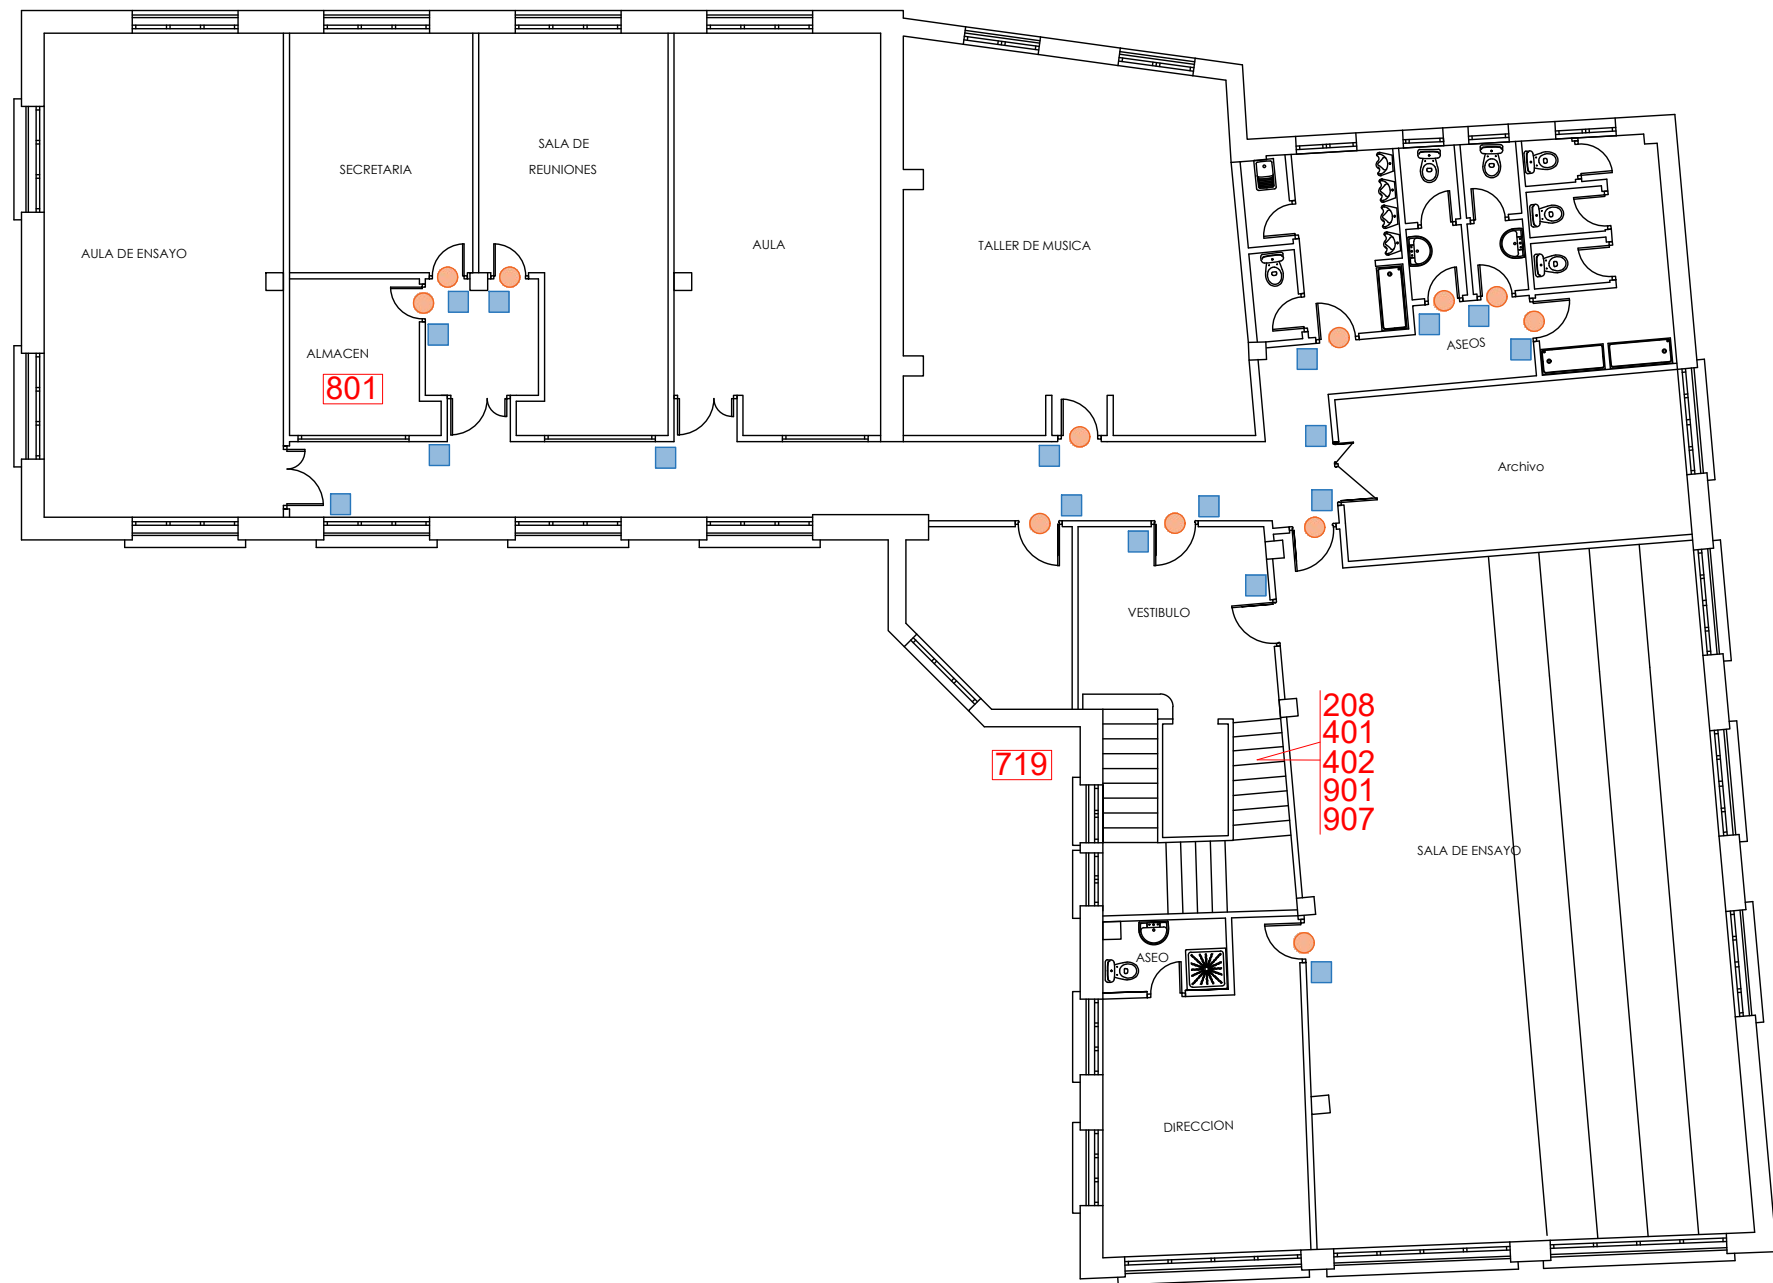 SALA DE
REUNIONES
SECRETARIA
AULA DE ENSAYO
AULA
TALLER DE MUSICA
ASEOS
ALMACEN
801
Archivo
VESTIBULO
208
401
402
901
907
719
SALA DE ENSAYO
ASEO
DIRECCION